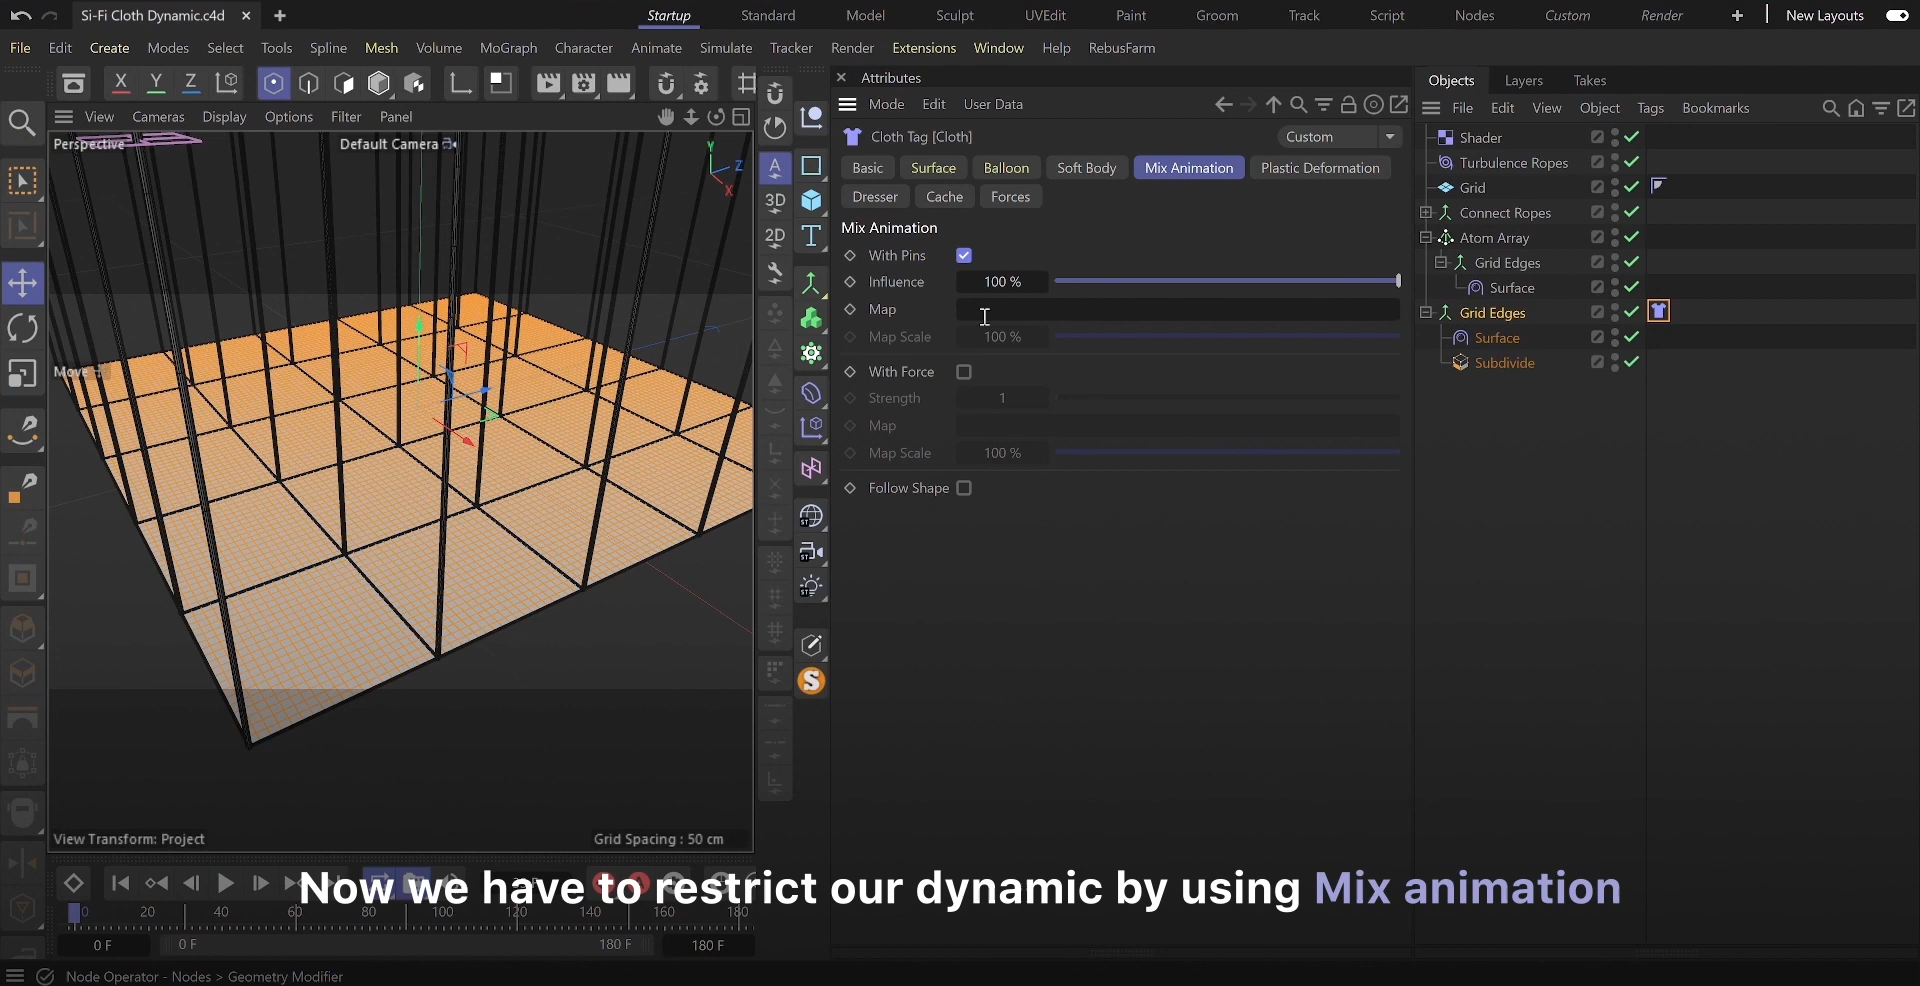 Si-Fi Cloth Dynamic.c4d
Startup Standard Model Sculpt UVEdit Paint Groom Track Script Nodes Custom Render New Layouts
File Edit Create Modes Select Tools Spline Mesh Volume MoGraph Character Animate Simulate Tracker Render Extensions Window Help RebusFarm
X Y Z
Attributes
Objects Layers Takes
View Cameras Display Options Filter Panel
Mode Edit User Data
File Edit View Object Tags Bookmarks
Perspective
Default Camera
Y
Z
X
Cloth Tag [Cloth]
Custom
Basic Surface Balloon Soft Body Mix Animation Plastic Deformation
Dresser Cache Forces
Mix Animation
With Pins
Influence 100 %
Map
Map Scale 100 %
With Force
Strength 1
Map
Map Scale 100 %
Follow Shape
A
3D
2D
T
ST
ST
ST
S
Shader
Turbulence Ropes
Grid
Connect Ropes
Atom Array
Grid Edges
Surface
Grid Edges
Surface
Subdivide
Move
View Transform: Project
Grid Spacing : 50 cm
Now we have to restrict our dynamic by using Mix animation
0 20 40 60 80 100 120 140 160 180
0 F 0 F 180 F 180 F
Node Operator - Nodes > Geometry Modifier